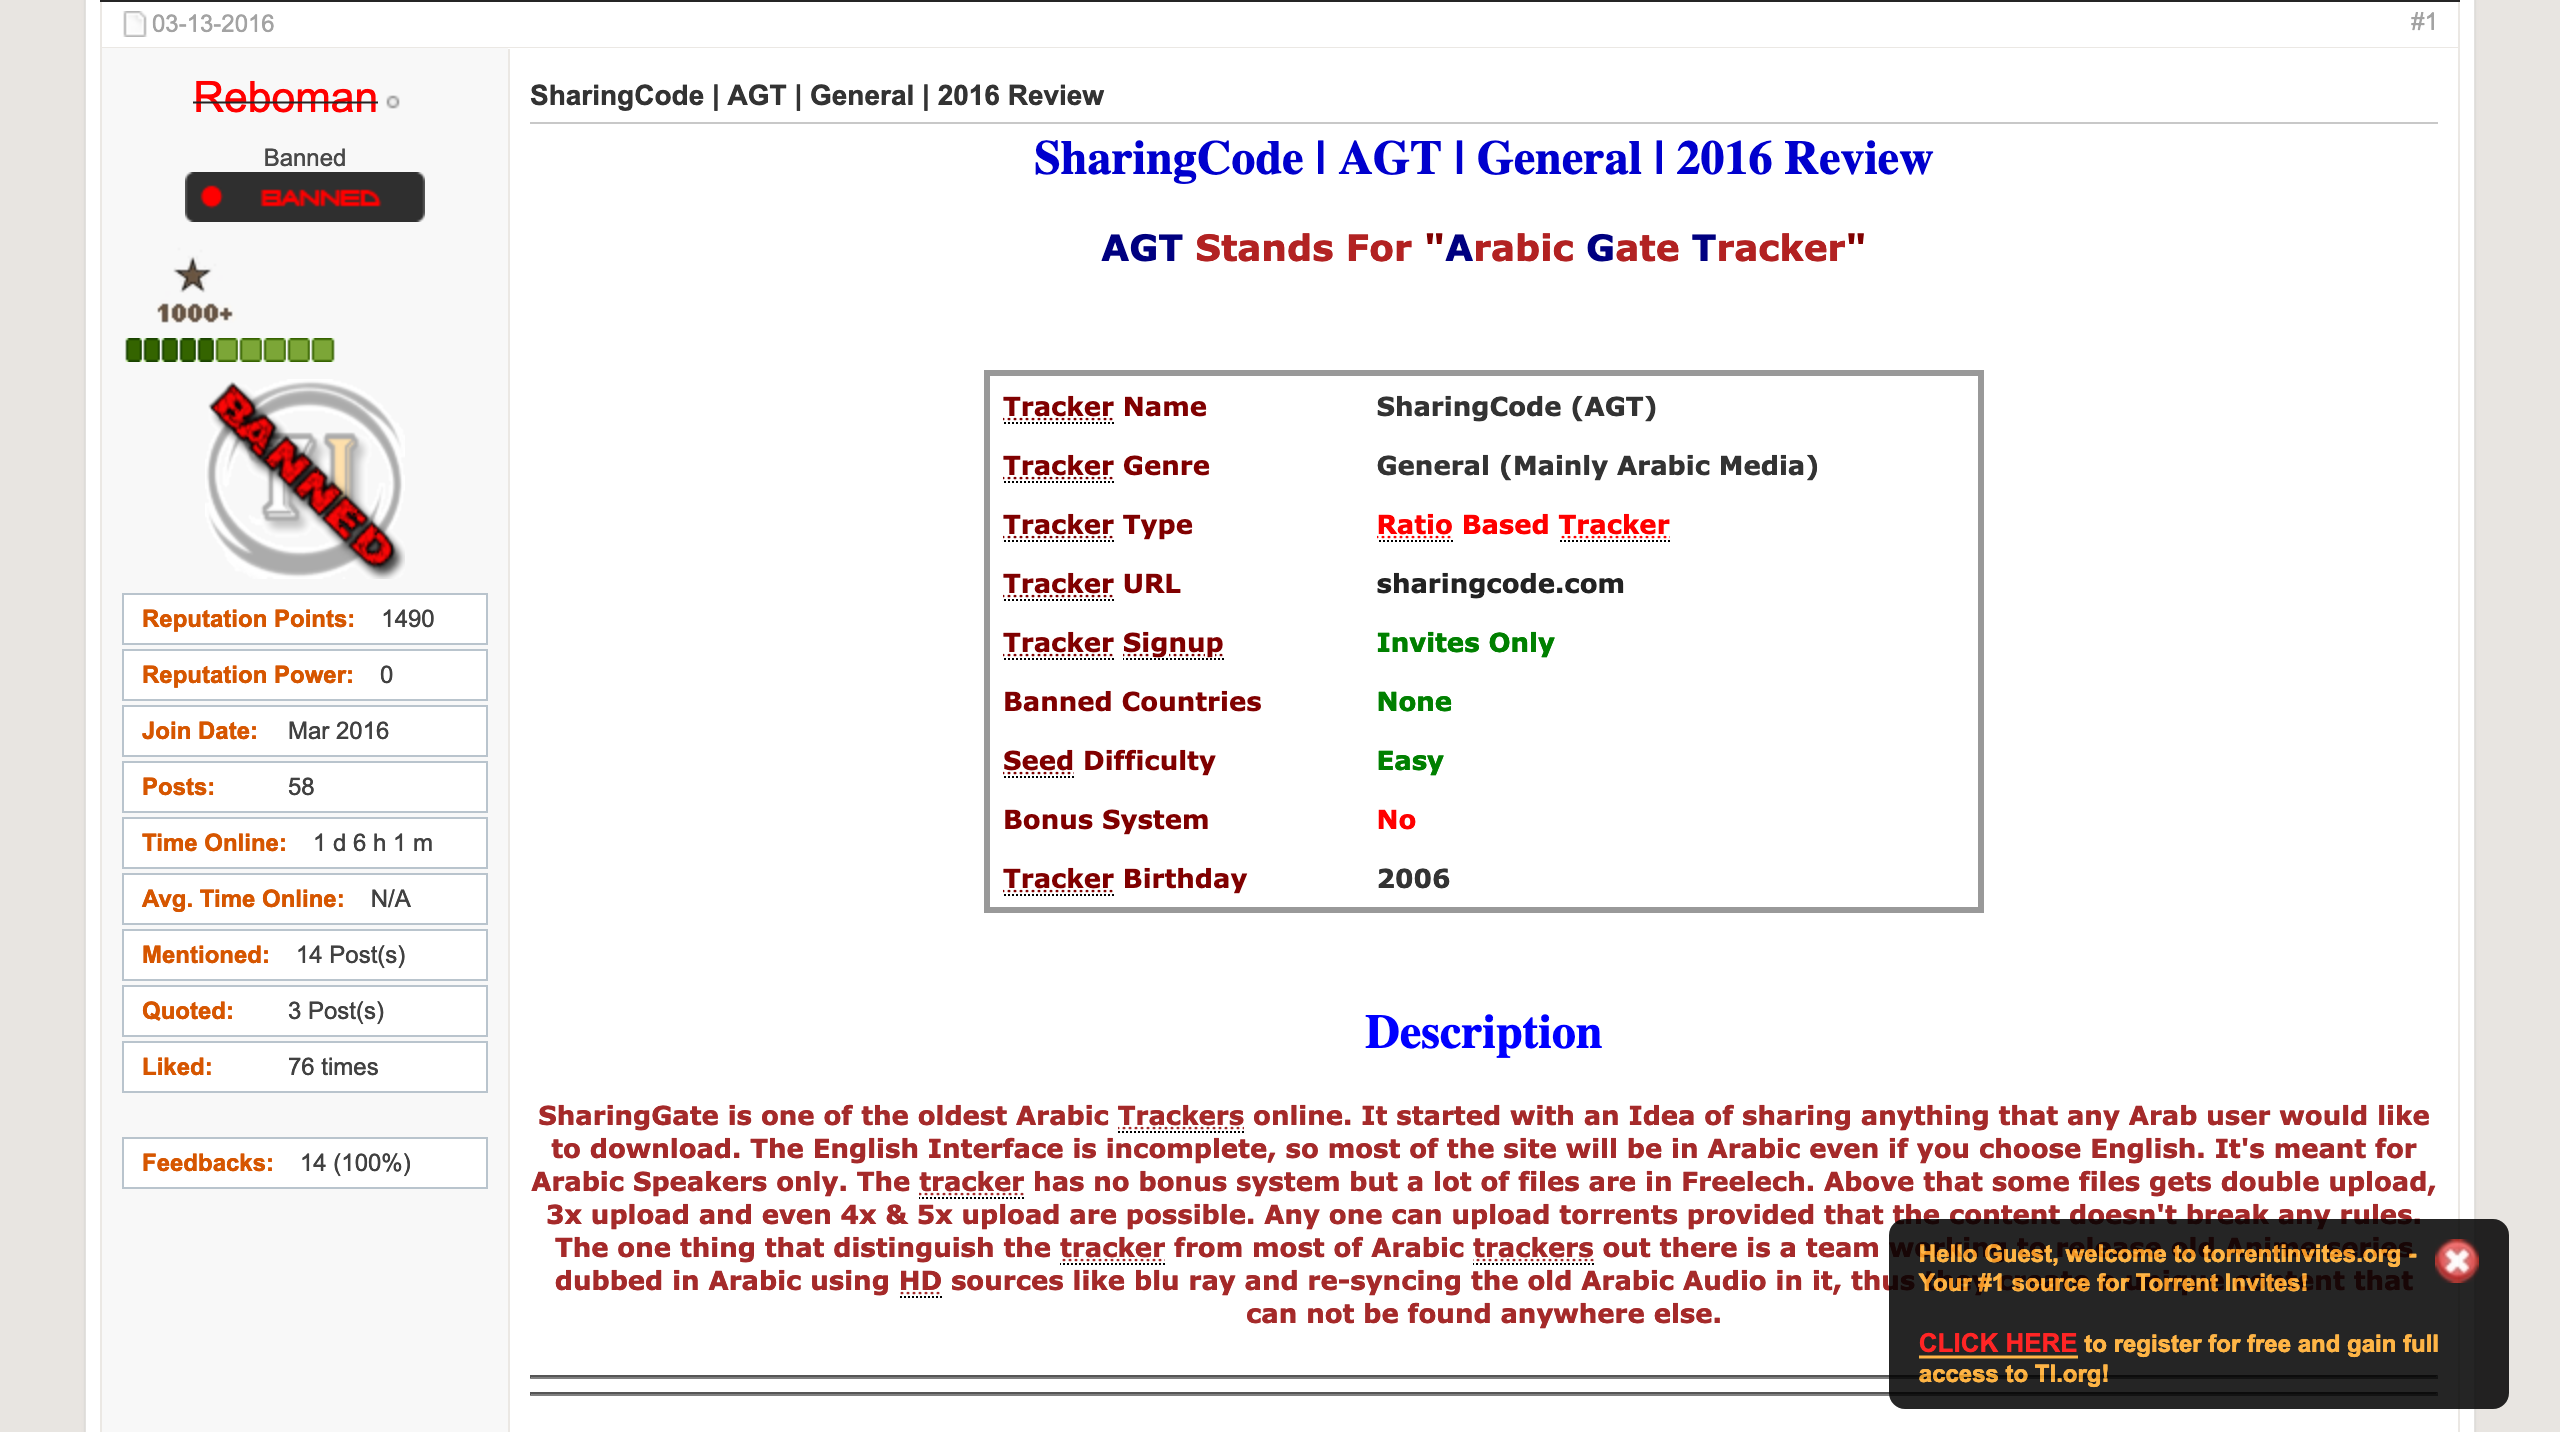 03-13-2016
#1
Reboman
Banned
BANNED
1000+
BANNED
Reputation Points: 1490
Reputation Power: 0
Join Date: Mar 2016
Posts: 58
Time Online: 1 d 6 h 1 m
Avg. Time Online: N/A
Mentioned: 14 Post(s)
Quoted: 3 Post(s)
Liked: 76 times
Feedbacks: 14 (100%)
SharingCode | AGT | General | 2016 Review
SharingCode | AGT | General | 2016 Review
AGT Stands For "Arabic Gate Tracker"
Tracker Name SharingCode (AGT)
Tracker Genre General (Mainly Arabic Media)
Tracker Type Ratio Based Tracker
Tracker URL sharingcode.com
Tracker Signup Invites Only
Banned Countries None
Seed Difficulty Easy
Bonus System No
Tracker Birthday 2006
Description
SharingGate is one of the oldest Arabic Trackers online. It started with an Idea of sharing anything that any Arab user would like
to download. The English Interface is incomplete, so most of the site will be in Arabic even if you choose English. It's meant for
Arabic Speakers only. The tracker has no bonus system but a lot of files are in Freelech. Above that some files gets double upload,
3x upload and even 4x & 5x upload are possible. Any one can upload torrents provided that the content doesn't break any rules.
The one thing that distinguish the tracker from most of Arabic trackers out there is a team working to release old Anime series
dubbed in Arabic using HD sources like blu ray and re-syncing the old Arabic Audio in it, thus that
can not be found anywhere else.
Hello Guest, welcome to torrentinvites.org -
Your #1 source for Torrent Invites!
CLICK HERE to register for free and gain full
access to TI.org!